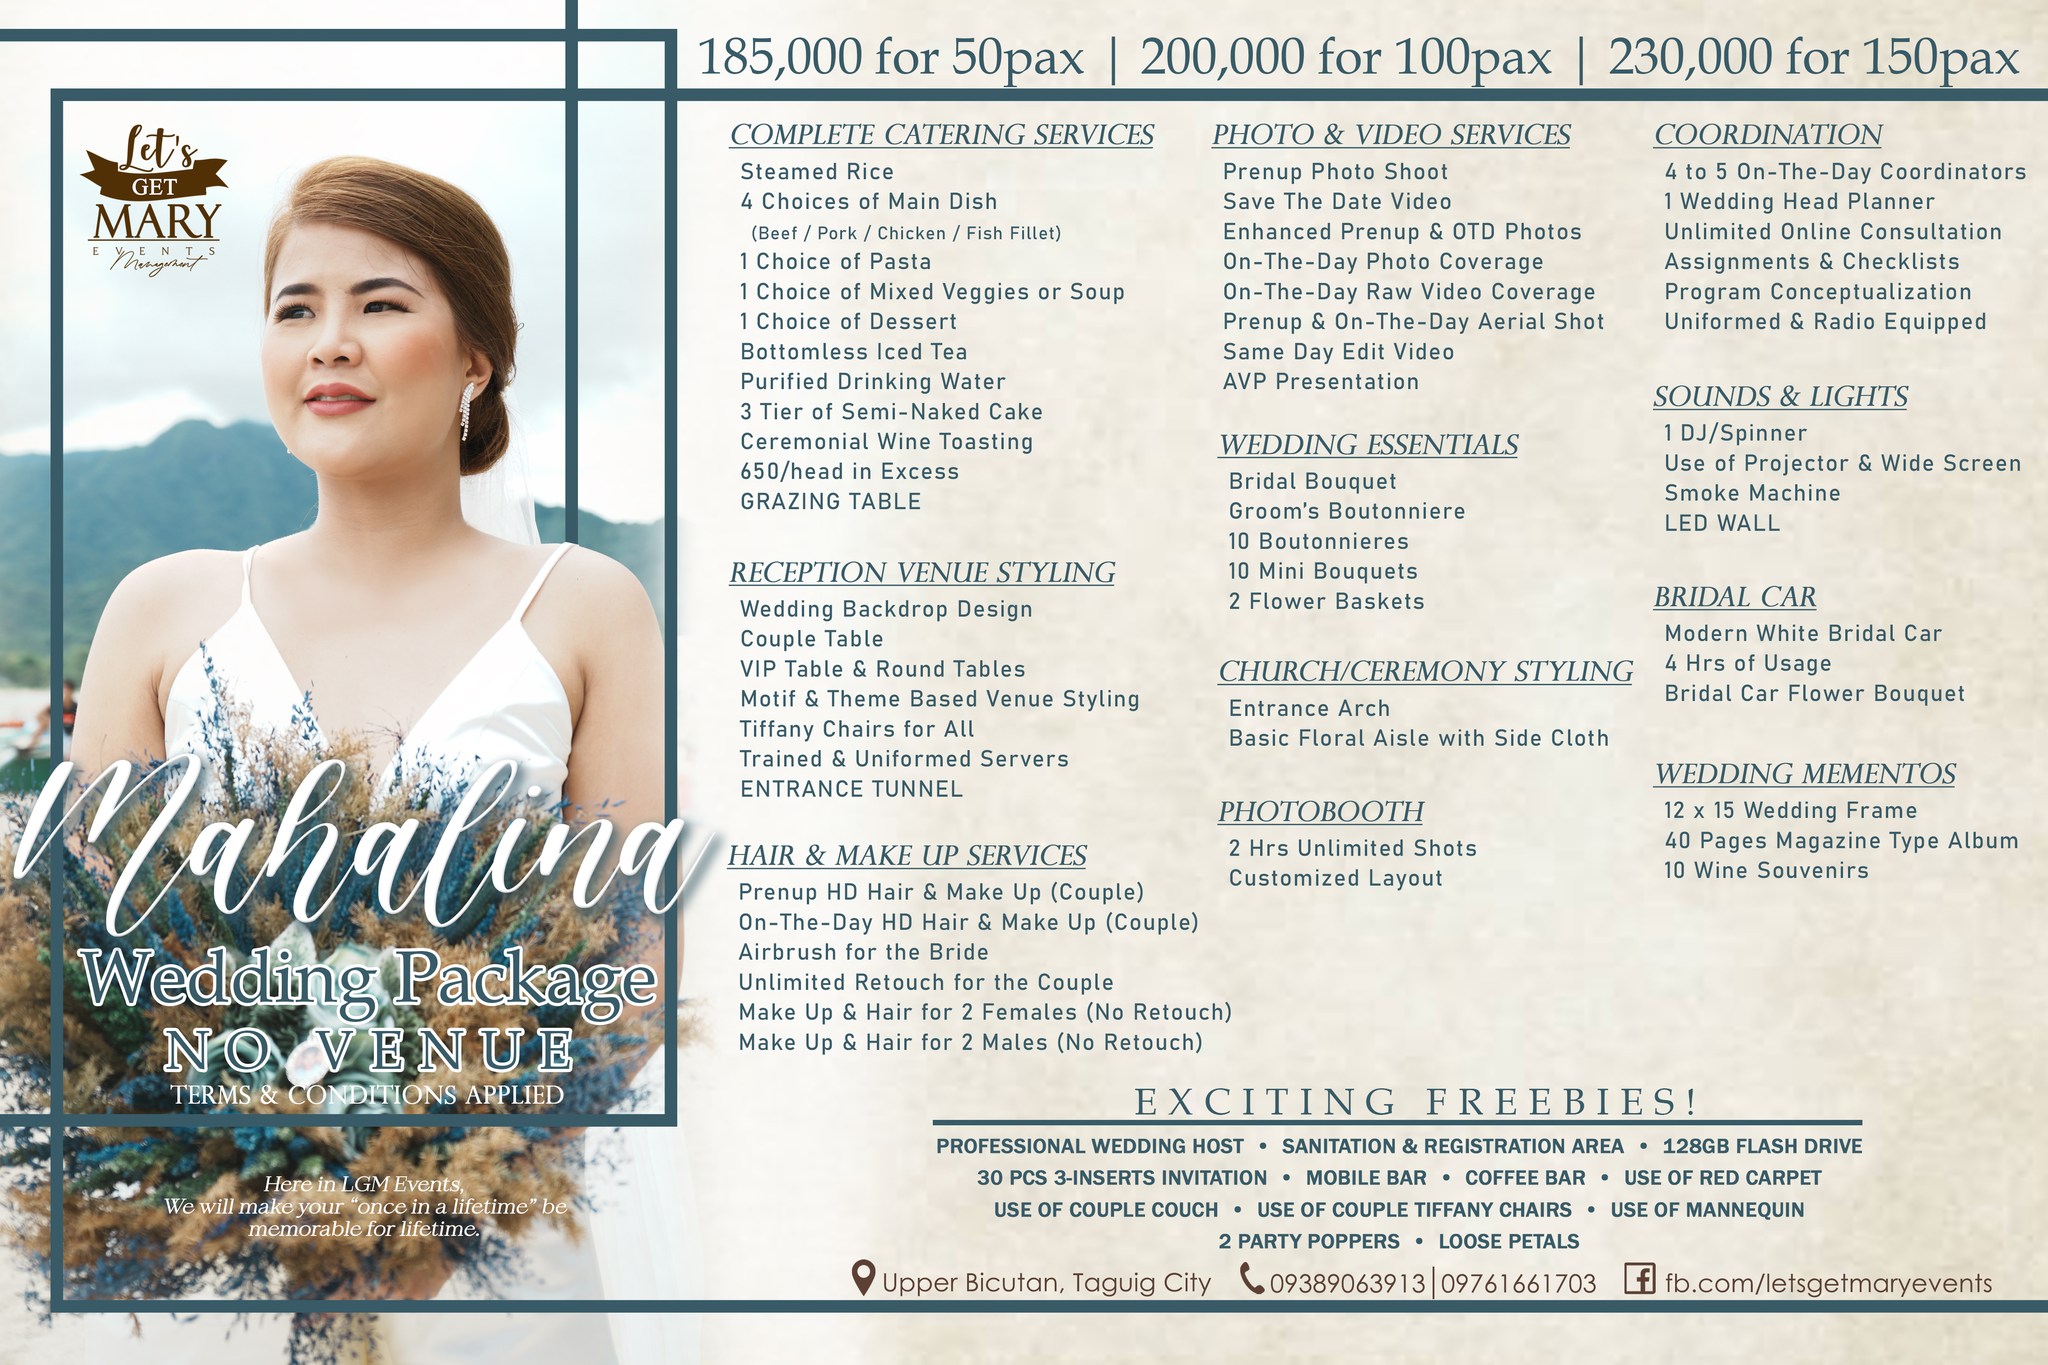 185,000 for 50pax | 200,000 for 100pax | 230,000 for 150pax
Let's
GET
MARY
EVENTS
Management
Mahalina
Wedding Package
NO VENUE
TERMS & CONDITIONS APPLIED
Here in LGM Events,
We will make your “once in a lifetime” be
memorable for lifetime.
COMPLETE CATERING SERVICES
Steamed Rice
4 Choices of Main Dish
(Beef / Pork / Chicken / Fish Fillet)
1 Choice of Pasta
1 Choice of Mixed Veggies or Soup
1 Choice of Dessert
Bottomless Iced Tea
Purified Drinking Water
3 Tier of Semi-Naked Cake
Ceremonial Wine Toasting
650/head in Excess
GRAZING TABLE
RECEPTION VENUE STYLING
Wedding Backdrop Design
Couple Table
VIP Table & Round Tables
Motif & Theme Based Venue Styling
Tiffany Chairs for All
Trained & Uniformed Servers
ENTRANCE TUNNEL
HAIR & MAKE UP SERVICES
Prenup HD Hair & Make Up (Couple)
On-The-Day HD Hair & Make Up (Couple)
Airbrush for the Bride
Unlimited Retouch for the Couple
Make Up & Hair for 2 Females (No Retouch)
Make Up & Hair for 2 Males (No Retouch)
PHOTO & VIDEO SERVICES
Prenup Photo Shoot
Save The Date Video
Enhanced Prenup & OTD Photos
On-The-Day Photo Coverage
On-The-Day Raw Video Coverage
Prenup & On-The-Day Aerial Shot
Same Day Edit Video
AVP Presentation
WEDDING ESSENTIALS
Bridal Bouquet
Groom’s Boutonniere
10 Boutonnieres
10 Mini Bouquets
2 Flower Baskets
CHURCH/CEREMONY STYLING
Entrance Arch
Basic Floral Aisle with Side Cloth
PHOTOBOOTH
2 Hrs Unlimited Shots
Customized Layout
COORDINATION
4 to 5 On-The-Day Coordinators
1 Wedding Head Planner
Unlimited Online Consultation
Assignments & Checklists
Program Conceptualization
Uniformed & Radio Equipped
SOUNDS & LIGHTS
1 DJ/Spinner
Use of Projector & Wide Screen
Smoke Machine
LED WALL
BRIDAL CAR
Modern White Bridal Car
4 Hrs of Usage
Bridal Car Flower Bouquet
WEDDING MEMENTOS
12 x 15 Wedding Frame
40 Pages Magazine Type Album
10 Wine Souvenirs
EXCITING FREEBIES!
PROFESSIONAL WEDDING HOST • SANITATION & REGISTRATION AREA • 128GB FLASH DRIVE
30 PCS 3-INSERTS INVITATION • MOBILE BAR • COFFEE BAR • USE OF RED CARPET
USE OF COUPLE COUCH • USE OF COUPLE TIFFANY CHAIRS • USE OF MANNEQUIN
2 PARTY POPPERS • LOOSE PETALS
Upper Bicutan, Taguig City 09389063913|09761661703 fb.com/letsgetmaryevents